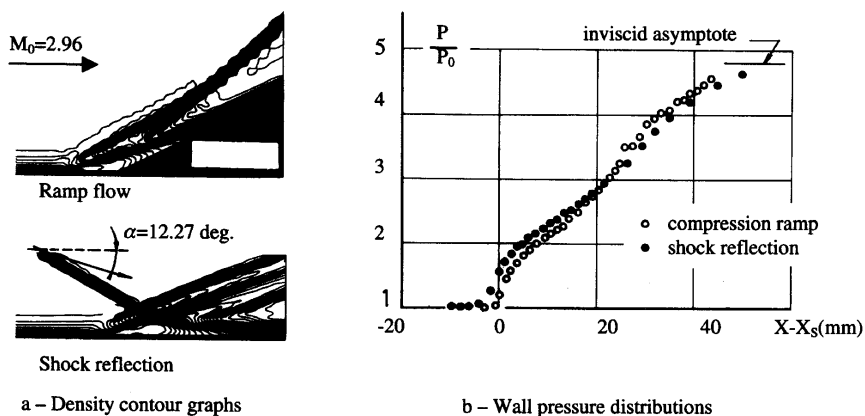 M₀=2.96
Ramp flow
α=12.27 deg.
Shock reflection
a – Density contour graphs
P
P₀
inviscid asymptote
5
4
3
2
1
compression ramp
shock reflection
-20
0
20
40
X-Xₛ(mm)
b – Wall pressure distributions